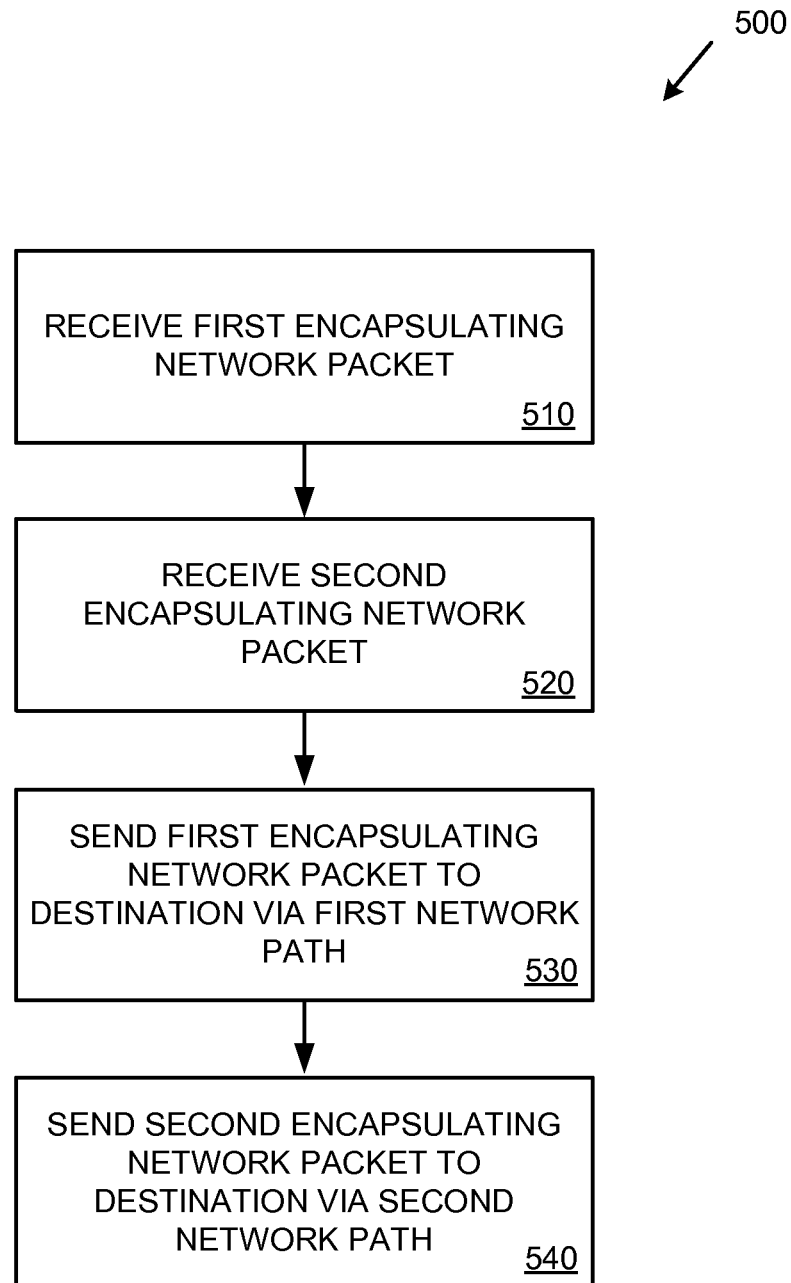 500
RECEIVE FIRST ENCAPSULATING
NETWORK PACKET
510
RECEIVE SECOND
ENCAPSULATING NETWORK
PACKET
520
SEND FIRST ENCAPSULATING
NETWORK PACKET TO
DESTINATION VIA FIRST NETWORK
PATH
530
SEND SECOND ENCAPSULATING
NETWORK PACKET TO
DESTINATION VIA SECOND
NETWORK PATH
540